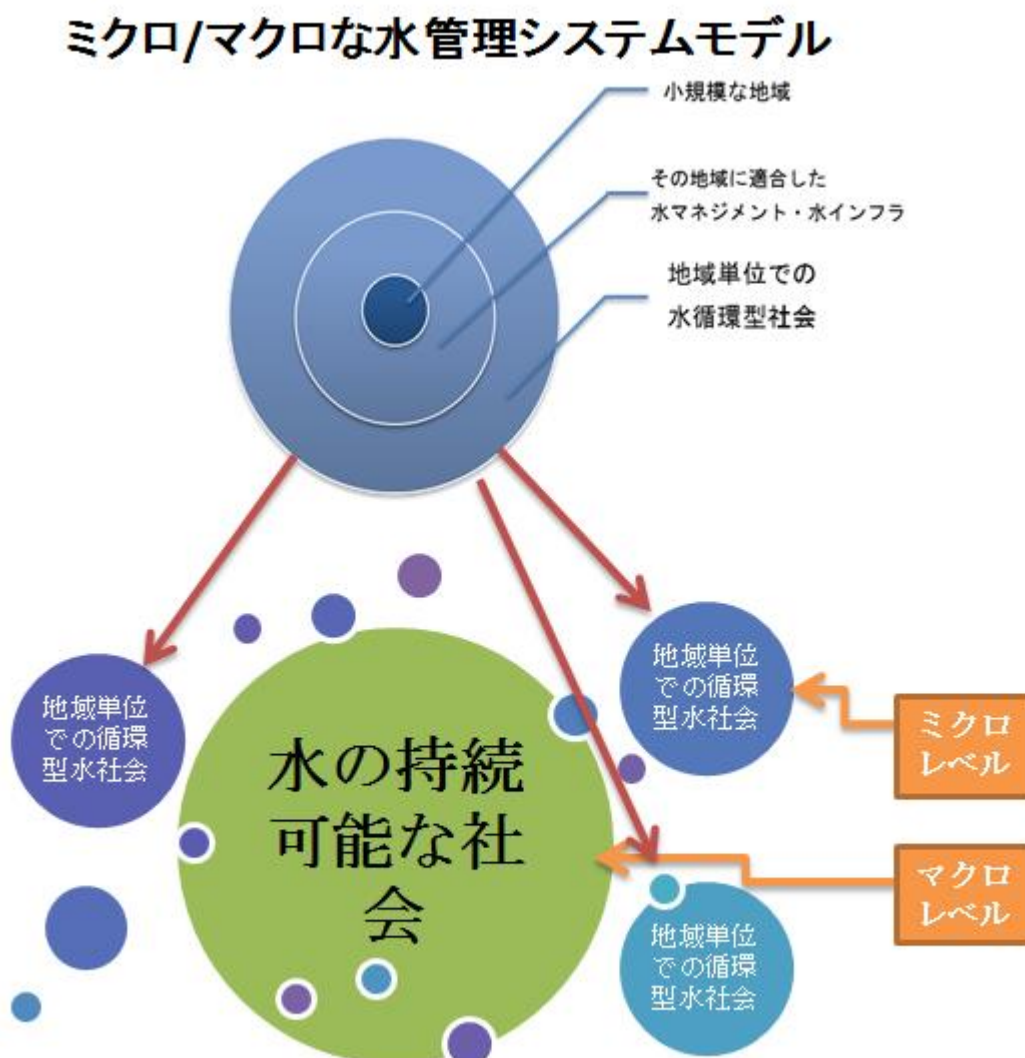 ミクロ/マクロな水管理システムモデル
小規模な地域
その地域に適合した
水マネジメント・水インフラ
地域単位での
水循環型社会
地域単位
での循環
型水社会
地域単位
での循環
型水社会
ミクロ
レベル
水の持続
可能な社
会
マクロ
レベル
地域単位
での循環
型水社会